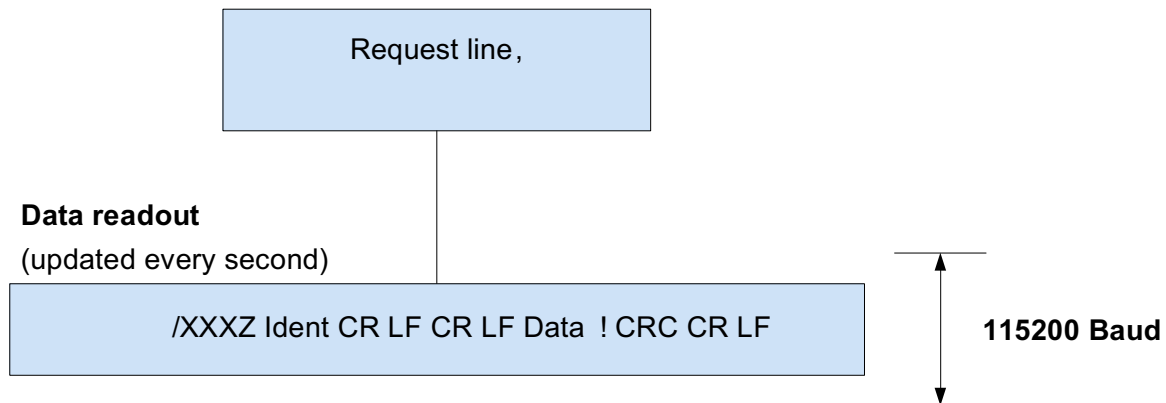 Request line,
Data readout
(updated every second)
/XXXZ Ident CR LF CR LF Data ! CRC CR LF
115200 Baud